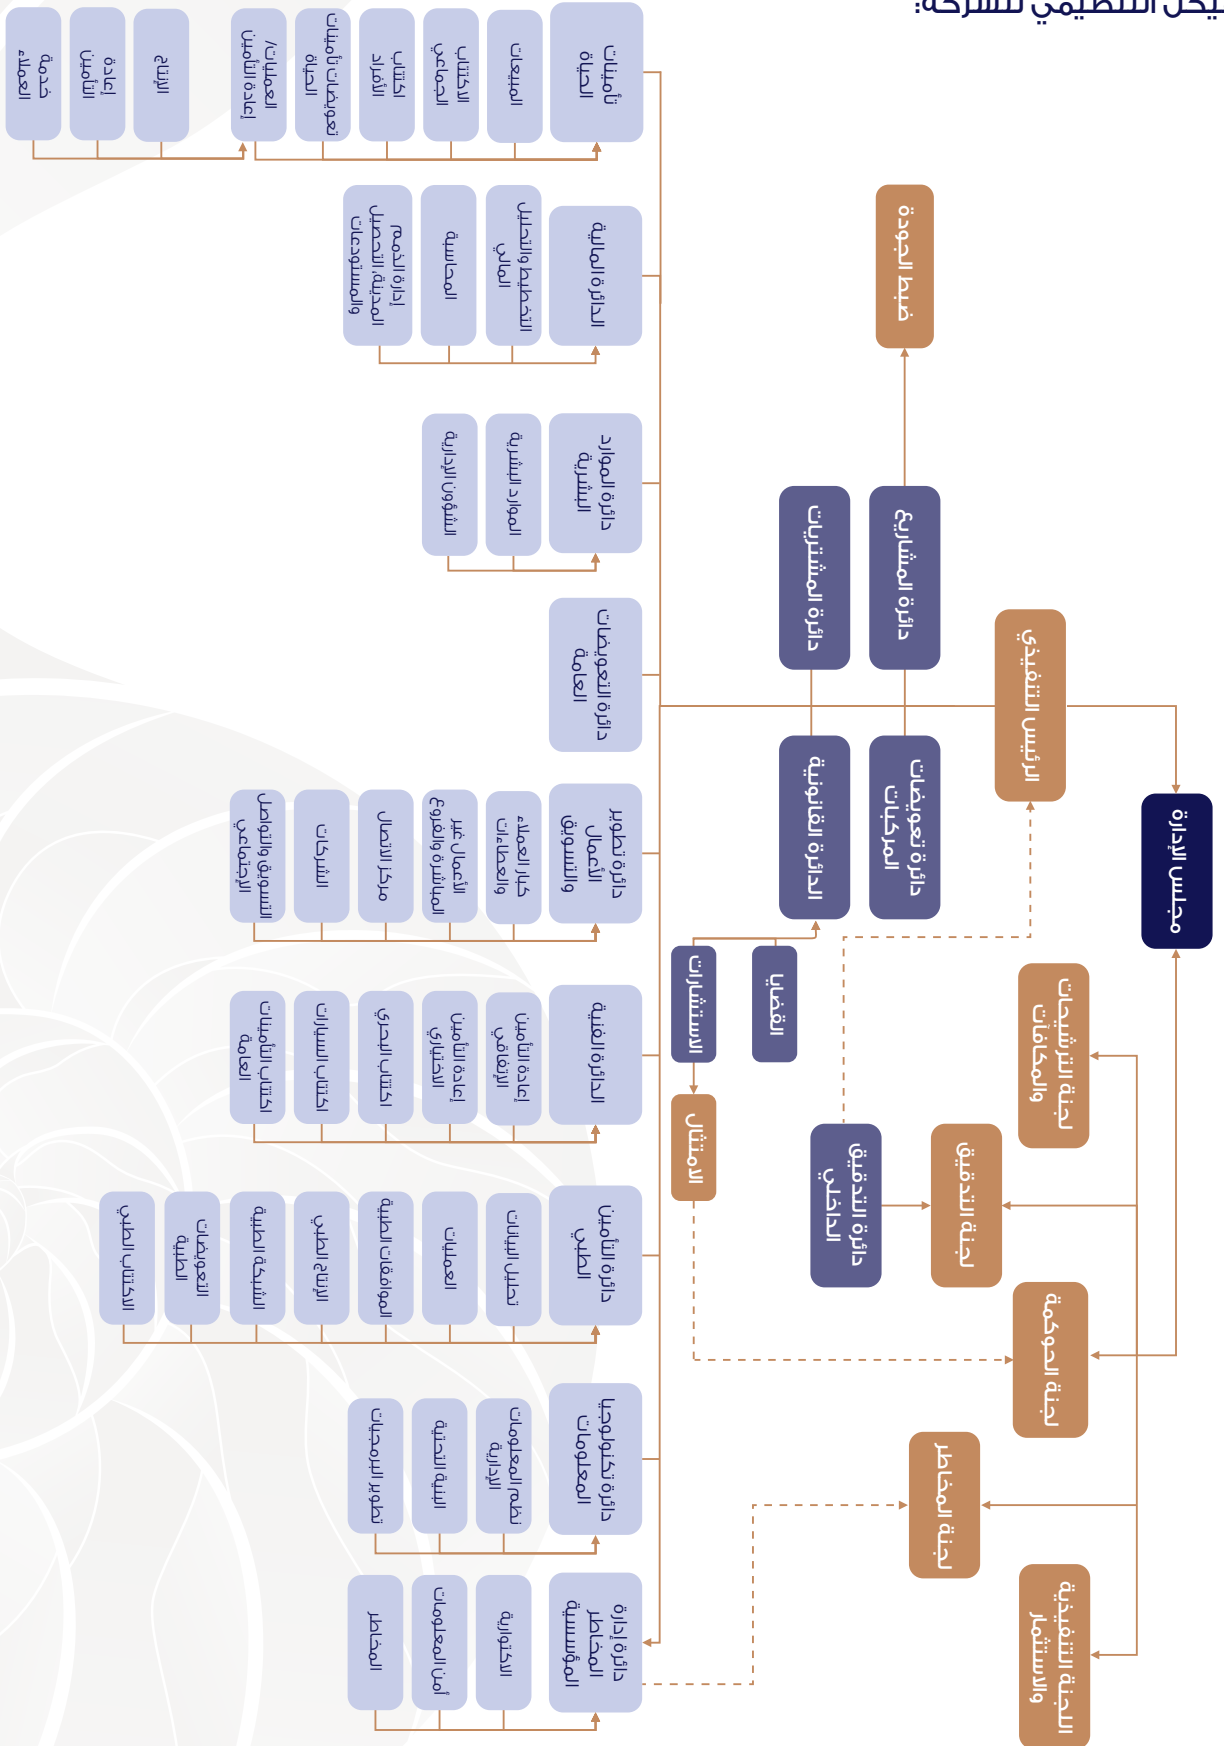 يكل التنظيمي للشركة:
مجلس الإدارة
الرئيس التنفيذي
لجنة الترشيحات
والمكافآت
لجنة التدقيق
لجنة الحوكمة
لجنة المخاطر
اللجنة التنفيذية
والاستثمار
ضبط الجودة
دائرة المشاريع
دائرة المشتريات
دائرة تعويضات
المركبات
الدائرة القانونية
القضايا
الاستشارات
الامتثال
دائرة التدقيق
الداخلي
تأمينات
الحياة
المبيعات
الاكتتاب
الجماعي
اكتتاب
الأفراد
تعويضات تأمينات
الحياة
العمليات/
إعادة التأمين
الإنتاج
إعادة
التأمين
خدمة
العملاء
الدائرة المالية
التخطيط والتحليل
المالي
المحاسبة
إدارة الذمم
المدينة، التحصيل
والمستودعات
دائرة الموارد
البشرية
الموارد البشرية
الشؤون الإدارية
دائرة التعويضات
العامة
دائرة تطوير
الأعمال
والتسويق
كبار العملاء
والعطاءات
الأعمال غير
المباشرة والفروع
مركز الاتصال
الشركات
التسويق والتواصل
الإجتماعي
الدائرة الفنية
إعادة التأمين
الإتفاقي
إعادة التأمين
الاختياري
اكتتاب البحري
اكتتاب السيارات
اكتتاب التأمينات
العامة
دائرة التأمين
الطبي
تحليل البيانات
العمليات
الموافقات الطبية
الإنتاج الطبي
الشبكة الطبية
التعويضات
الطبية
الاكتتاب الطبي
دائرة تكنولوجيا
المعلومات
نظم المعلومات
الإدارية
البنية التحتية
تطوير البرمجيات
دائرة إدارة
المخاطر
المؤسسية
الاكتوارية
أمن المعلومات
المخاطر